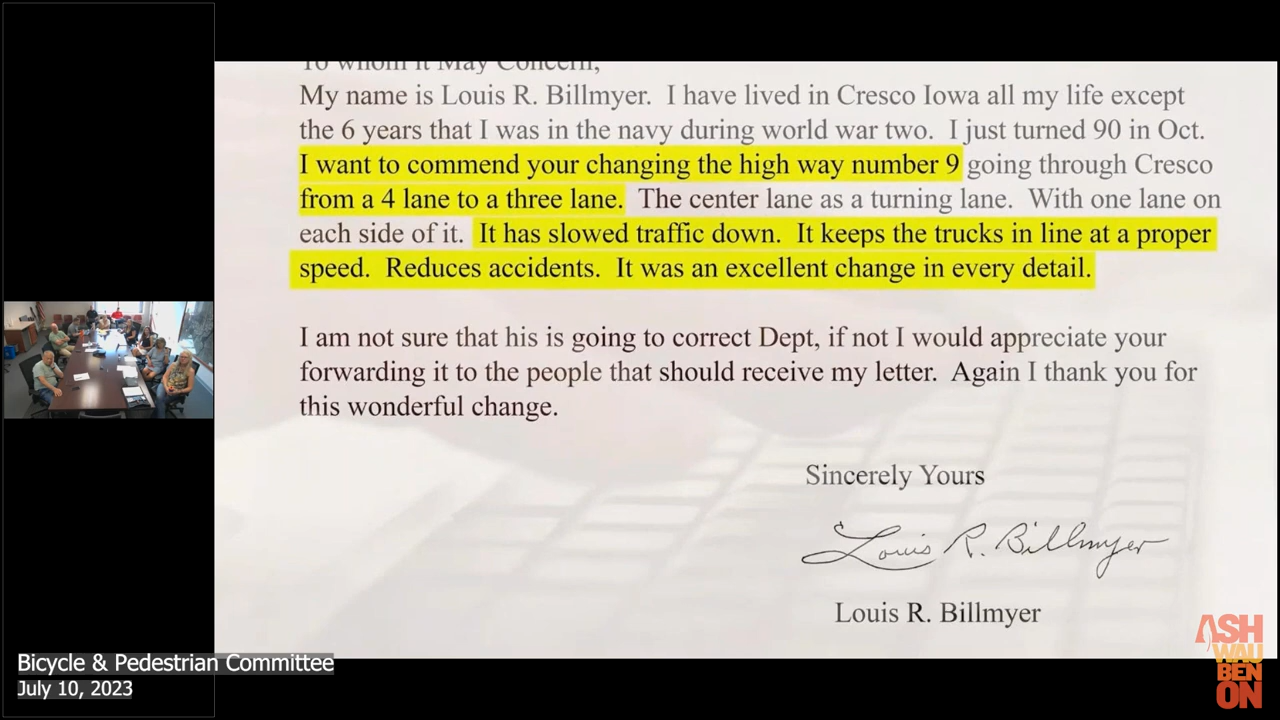 To whom it May Concern,
My name is Louis R. Billmyer. I have lived in Cresco Iowa all my life except
the 6 years that I was in the navy during world war two. I just turned 90 in Oct.
I want to commend your changing the high way number 9 going through Cresco
from a 4 lane to a three lane. The center lane as a turning lane. With one lane on
each side of it. It has slowed traffic down. It keeps the trucks in line at a proper
speed. Reduces accidents. It was an excellent change in every detail.
I am not sure that his is going to correct Dept, if not I would appreciate your
forwarding it to the people that should receive my letter. Again I thank you for
this wonderful change.
Sincerely Yours
Louis R. Billmyer
Louis R. Billmyer
Bicycle & Pedestrian Committee
July 10, 2023
ASH
WAU
BEN
ON